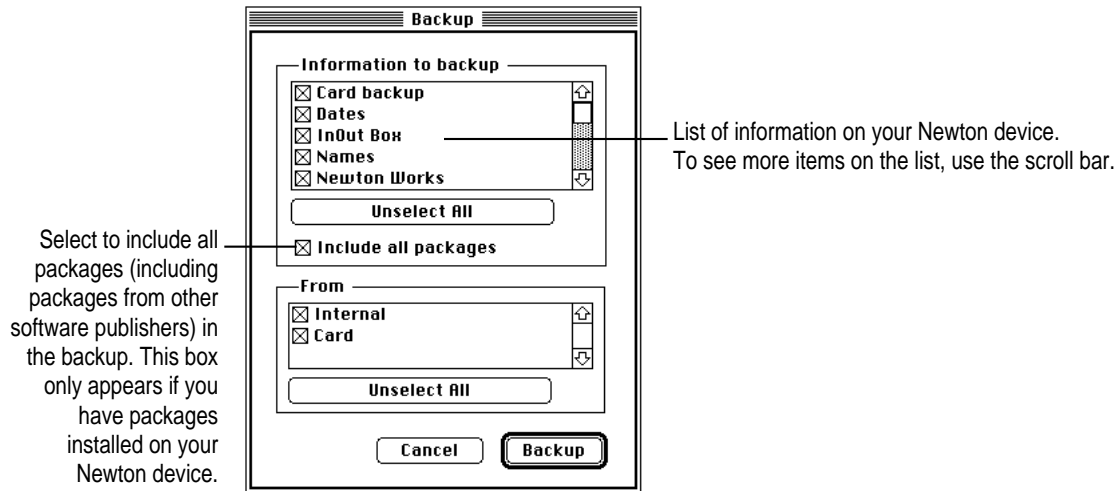 Backup
Information to backup
Card backup
Dates
InOut Box
Names
Newton Works
Unselect All
Include all packages
From
Internal
Card
Unselect All
Cancel
Backup
List of information on your Newton device.
To see more items on the list, use the scroll bar.
Select to include all
packages (including
packages from other
software publishers) in
the backup. This box
only appears if you
have packages
installed on your
Newton device.